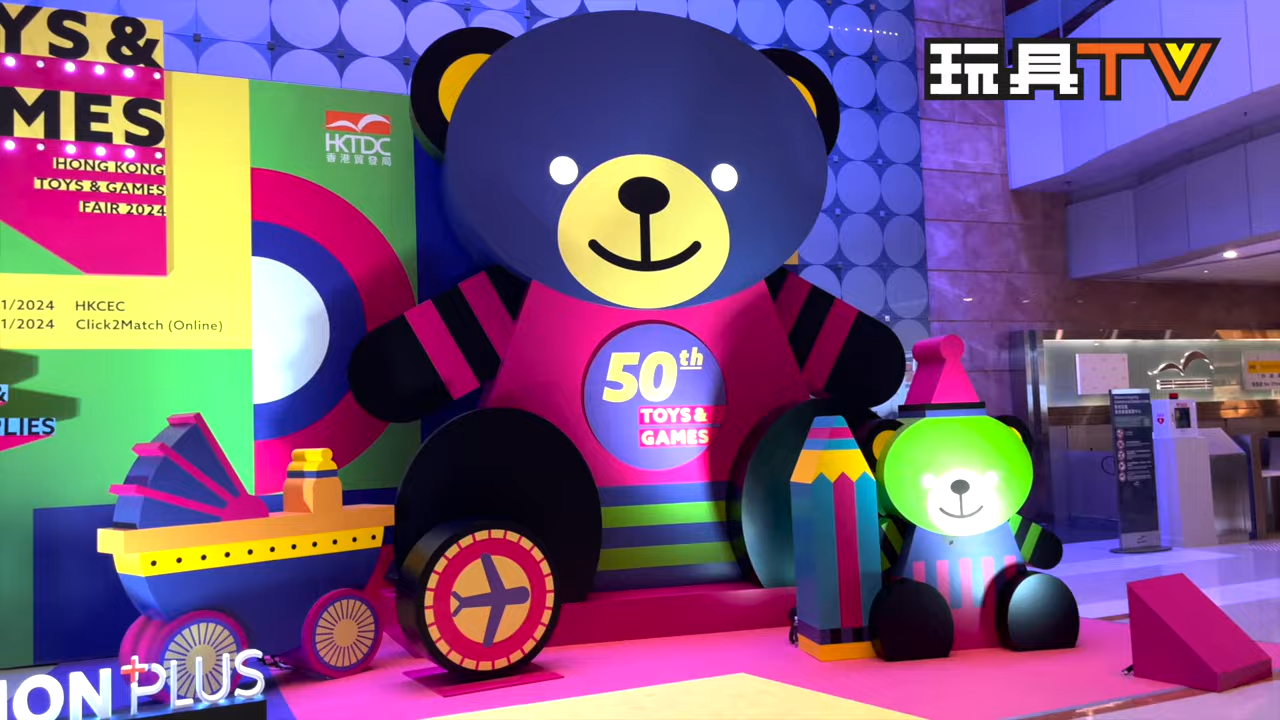 YS &
MES
HONG KONG
TOYS & GAMES
FAIR 2024
1/2024 HKCEC
1/2024 Click2Match (Online)
&
PLIES
HKTDC
香港貿發局
玩具TV
50th
TOYS &
GAMES
ION PLUS